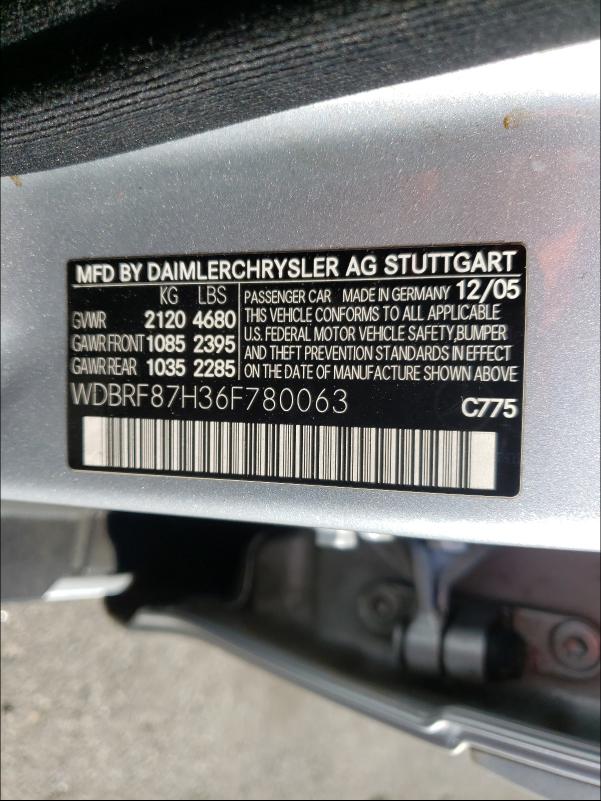 MFD BY DAIMLERCHRYSLER AG STUTTGART
KG LBS
GVWR 2120 4680
GAWR FRONT 1085 2395
GAWR REAR 1035 2285
PASSENGER CAR MADE IN GERMANY 12/05
THIS VEHICLE CONFORMS TO ALL APPLICABLE
U.S. FEDERAL MOTOR VEHICLE SAFETY, BUMPER
AND THEFT PREVENTION STANDARDS IN EFFECT
ON THE DATE OF MANUFACTURE SHOWN ABOVE
WDBRF87H36F780063
C775